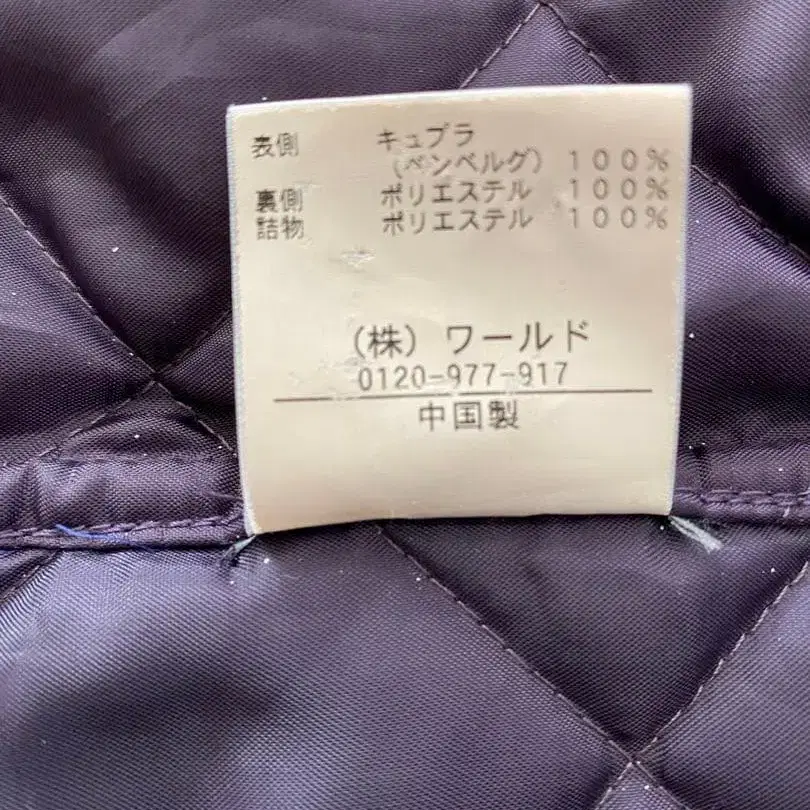 表側 キュプラ
(ベンベルグ) 100%
裏側 ポリエステル 100%
詰物 ポリエステル 100%
(株) ワールド
0120-977-917
中国製